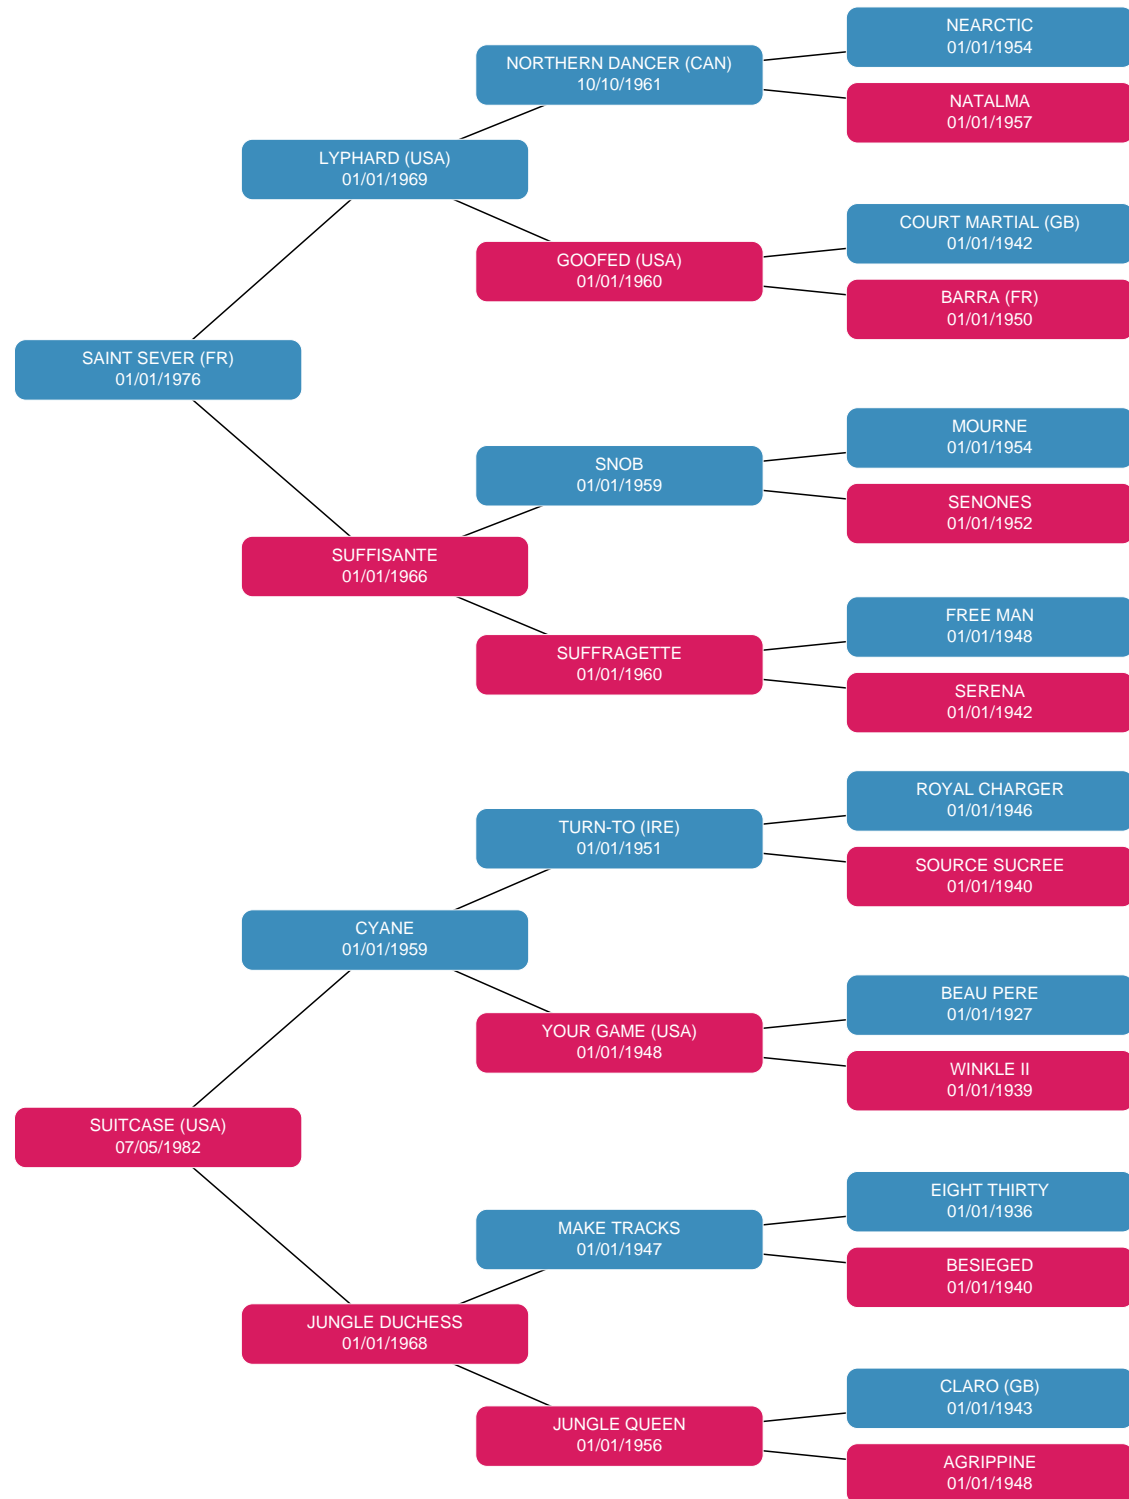 NEARCTIC
01/01/1954
NORTHERN DANCER (CAN)
10/10/1961
NATALMA
01/01/1957
LYPHARD (USA)
01/01/1969
COURT MARTIAL (GB)
01/01/1942
GOOFED (USA)
01/01/1960
BARRA (FR)
01/01/1950
SAINT SEVER (FR)
01/01/1976
MOURNE
01/01/1954
SNOB
01/01/1959
SENONES
01/01/1952
SUFFISANTE
01/01/1966
FREE MAN
01/01/1948
SUFFRAGETTE
01/01/1960
SERENA
01/01/1942
ROYAL CHARGER
01/01/1946
TURN-TO (IRE)
01/01/1951
SOURCE SUCREE
01/01/1940
CYANE
01/01/1959
BEAU PERE
01/01/1927
YOUR GAME (USA)
01/01/1948
WINKLE II
01/01/1939
SUITCASE (USA)
07/05/1982
EIGHT THIRTY
01/01/1936
MAKE TRACKS
01/01/1947
BESIEGED
01/01/1940
JUNGLE DUCHESS
01/01/1968
CLARO (GB)
01/01/1943
JUNGLE QUEEN
01/01/1956
AGRIPPINE
01/01/1948